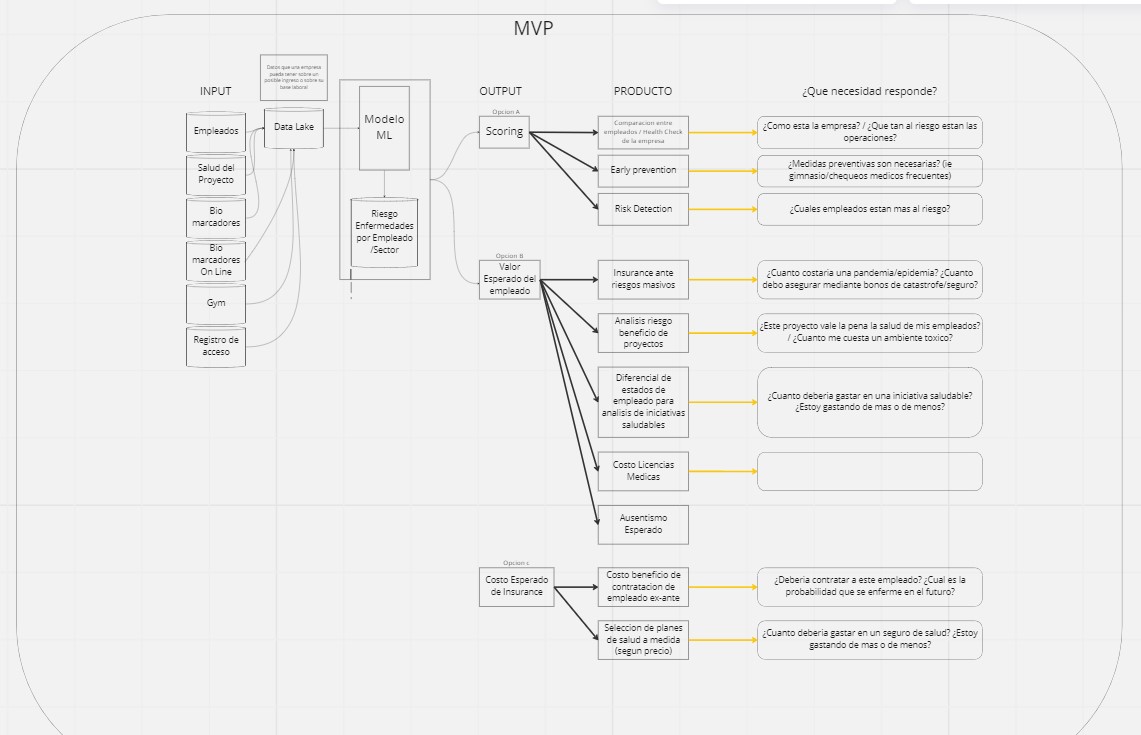 MVP
INPUT
Datos que una empresa
pueda tener sobre un
posible ingreso o sobre su
base laboral
Empleados
Data Lake
Salud del
Proyecto
Bio
marcadores
Bio
marcadores
On Line
Gym
Registro de
acceso
Modelo
ML
Riesgo
Enfermedades
por Empleado
/Sector
OUTPUT
PRODUCTO
¿Que necesidad responde?
Opcion A
Scoring
Comparacion entre
empleados / Health Check
de la empresa
¿Como esta la empresa? / ¿Que tan al riesgo estan las
operaciones?
Early prevention
¿Medidas preventivas son necesarias? (ie
gimnasio/chequeos medicos frecuentes)
Risk Detection
¿Cuales empleados estan mas al riesgo?
Opcion B
Valor
Esperado del
empleado
Insurance ante
riesgos masivos
¿Cuanto costaria una pandemia/epidemia? ¿Cuanto
debo asegurar mediante bonos de catastrofe/seguro?
Analisis riesgo
beneficio de
proyectos
¿Este proyecto vale la pena la salud de mis empleados?
/ ¿Cuanto me cuesta un ambiente toxico?
Diferencial de
estados de
empleado para
analisis de iniciativas
saludables
¿Cuanto deberia gastar en una iniciativa saludable?
¿Estoy gastando de mas o de menos?
Costo Licencias
Medicas
Ausentismo
Esperado
Opcion c
Costo Esperado
de Insurance
Costo beneficio de
contratacion de
empleado ex-ante
¿Deberia contratar a este empleado? ¿Cual es la
probabilidad que se enferme en el futuro?
Seleccion de planes
de salud a medida
(segun precio)
¿Cuanto deberia gastar en un seguro de salud? ¿Estoy
gastando de mas o de menos?